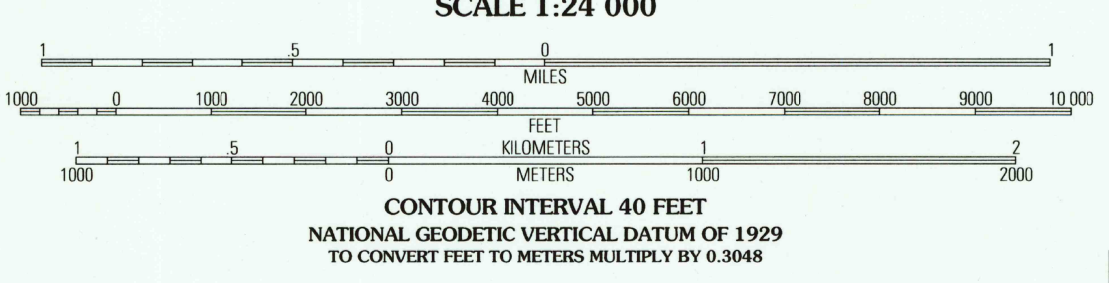 SCALE 1:24 000
1 .5 0 1
MILES
1000 0 1000 2000 3000 4000 5000 6000 7000 8000 9000 10 000
FEET
1 .5 0 KILOMETERS 1 2
1000 0 METERS 1000 2000
CONTOUR INTERVAL 40 FEET
NATIONAL GEODETIC VERTICAL DATUM OF 1929
TO CONVERT FEET TO METERS MULTIPLY BY 0.3048